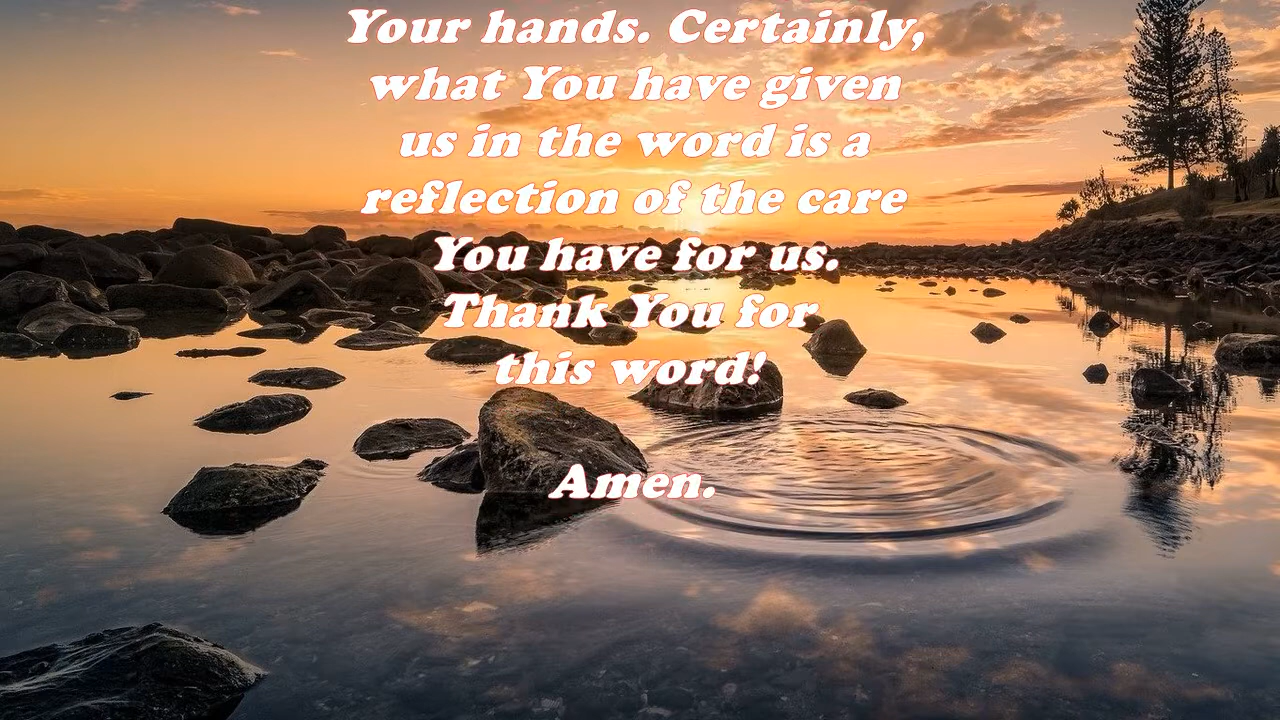 Your hands. Certainly,
what You have given
us in the word is a
reflection of the care
You have for us.
Thank You for
this word!
Amen.